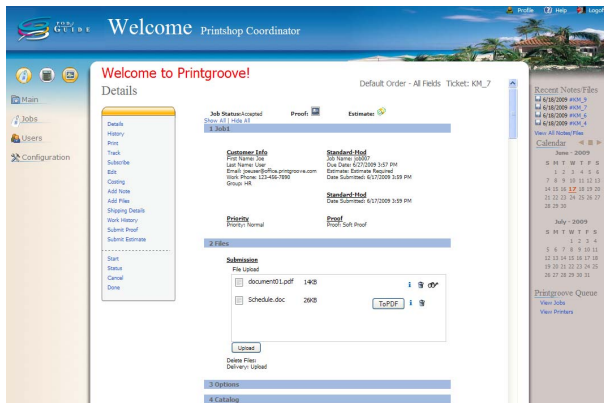 Profile Help Logoff
GUIDE
Welcome Printshop Coordinator
Main
Jobs
Users
Configuration
Welcome to Printgroove!
Details
Default Order - All Fields Ticket: KM_7
Details
History
Print
Track
Subscribe
Edit
Costing
Add Note
Add Files
Shipping Details
Work History
Submit Proof
Submit Estimate
Start
Status
Cancel
Done
Job Status:Accepted Proof: Estimate:
Show All | Hide All
1 Job1
Customer Info
First Name: Joe
Last Name: User
Email: joeuser@office.printgroove.com
Work Phone: 123-456-7890
Group: HR
Standard-Mod
Job Name: job007
Due Date: 6/17/2009 3:57 PM
Estimate: Estimate Required
Date Submitted: 6/17/2009 3:59 PM
Standard-Mod
Date Submitted: 6/17/2009 3:59 PM
Priority
Priority: Normal
Proof
Proof: Soft Proof
2 Files
Submission
File Upload
document01.pdf 14KB
Schedule.doc 26KB ToPDF
Upload
Delete Files:
Delivery: Upload
3 Options
4 Catalog
Recent Notes/Files
6/18/2009 #KM_9
6/18/2009 #KM_7
6/18/2009 #KM_6
6/18/2009 #KM_4
View All Notes/Files
Calendar
June - 2009
S M T W T F S
1 2 3 4 5 6
7 8 9 10 11 12 13
14 15 16 17 18 19 20
21 22 23 24 25 26 27
28 29 30
July - 2009
S M T W T F S
1 2 3 4
5 6 7 8 9 10 11
12 13 14 15 16 17 18
19 20 21 22 23 24 25
26 27 28 29 30 31
Printgroove Queue
View Jobs
View Printers